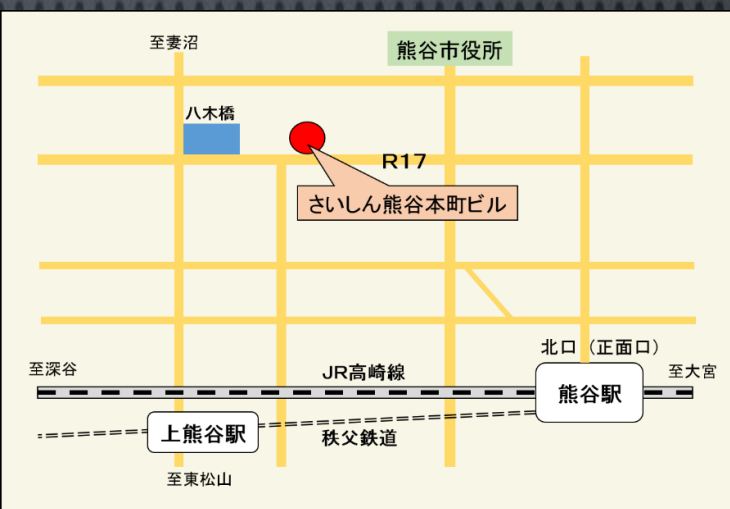 至妻沼
熊谷市役所
八木橋
R17
さいしん熊谷本町ビル
北口（正面口）
至深谷
JR高崎線
至大宮
熊谷駅
上熊谷駅
秩父鉄道
至東松山